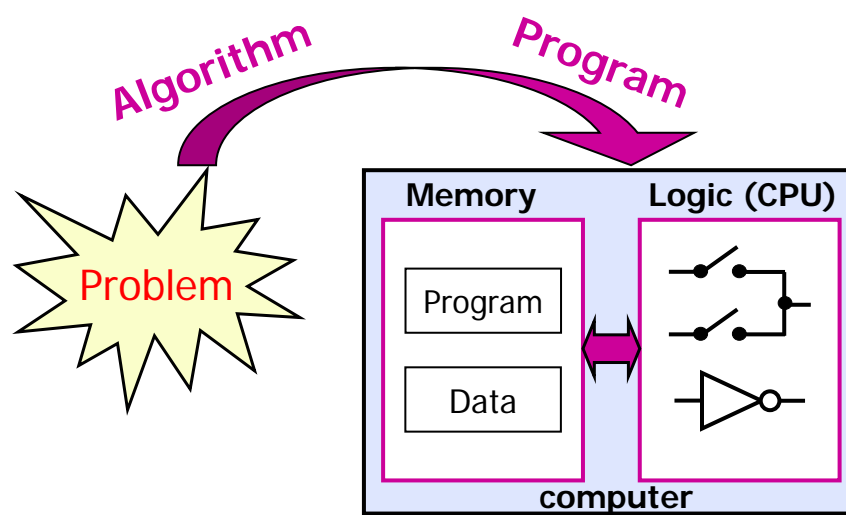 Algorithm
Program
Problem
Memory
Logic (CPU)
Program
Data
computer